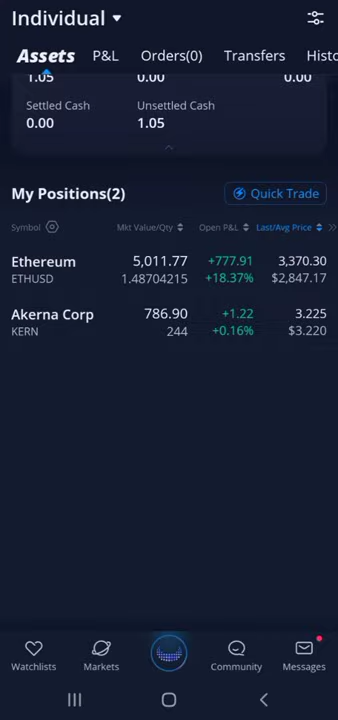 Individual
Assets P&L Orders(0) Transfers
1.05 0.00 0.00
Settled Cash Unsettled Cash
0.00 1.05
My Positions(2) Quick Trade
Symbol Mkt Value/Qty Open P&L Last/Avg Price
Ethereum 5,011.77 +777.91 3,370.30
ETHUSD 1.48704215 +18.37% $2,847.17
Akerna Corp 786.90 +1.22 3.225
KERN 244 +0.16% $3.220
Watchlists Markets Community Messages